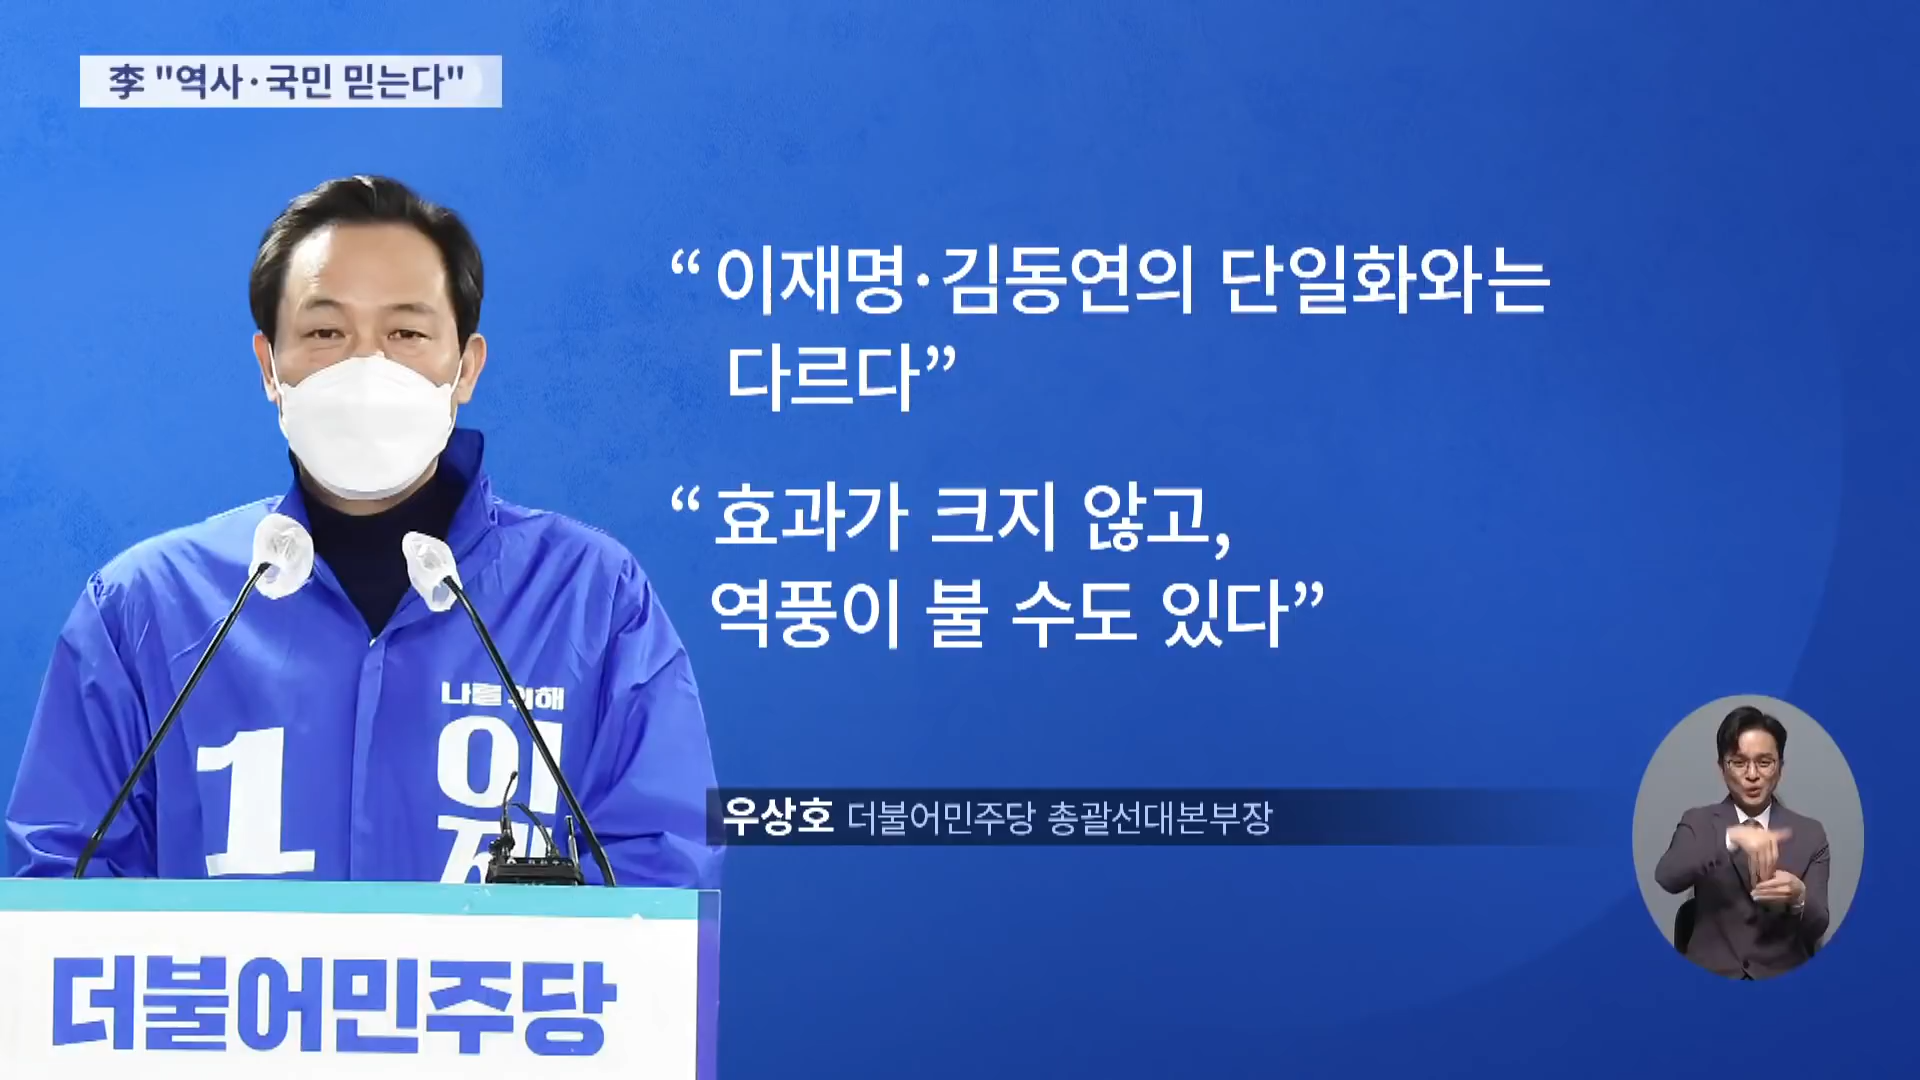 李 "역사·국민 믿는다"
“이재명·김동연의 단일화와는
다르다”
“효과가 크지 않고,
역풍이 불 수도 있다”
나를 위해
1
이
우상호 더불어민주당 총괄선대본부장
더불어민주당